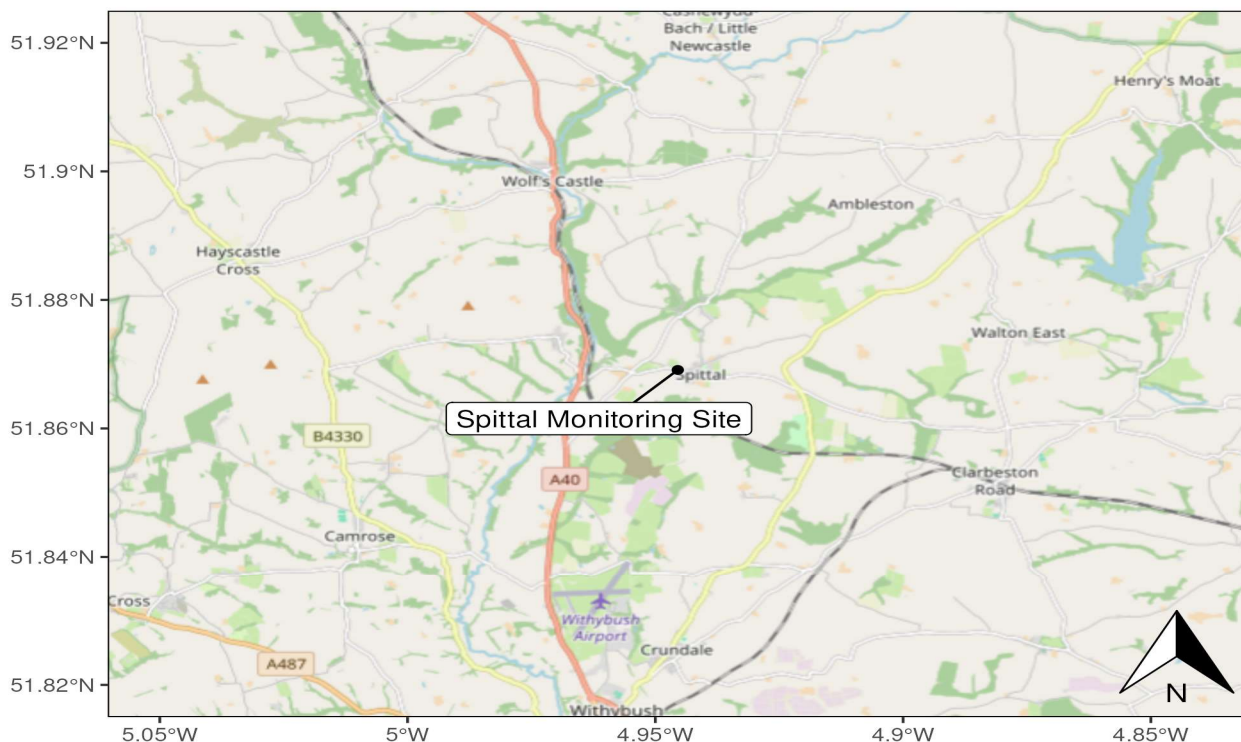 51.92°N
51.9°N
51.88°N
51.86°N
51.84°N
51.82°N
Bach / Little
Newcastle
Henry's Moat
Wolf's Castle
Ambleston
Hayscastle
Cross
Walton East
Spittal
Spittal Monitoring Site
B4330
Clarbeston
Road
A40
Camrose
Cross
Withybush
Airport
Crundale
A487
N
Withybush
5.05°W
5°W
4.95°W
4.9°W
4.85°W